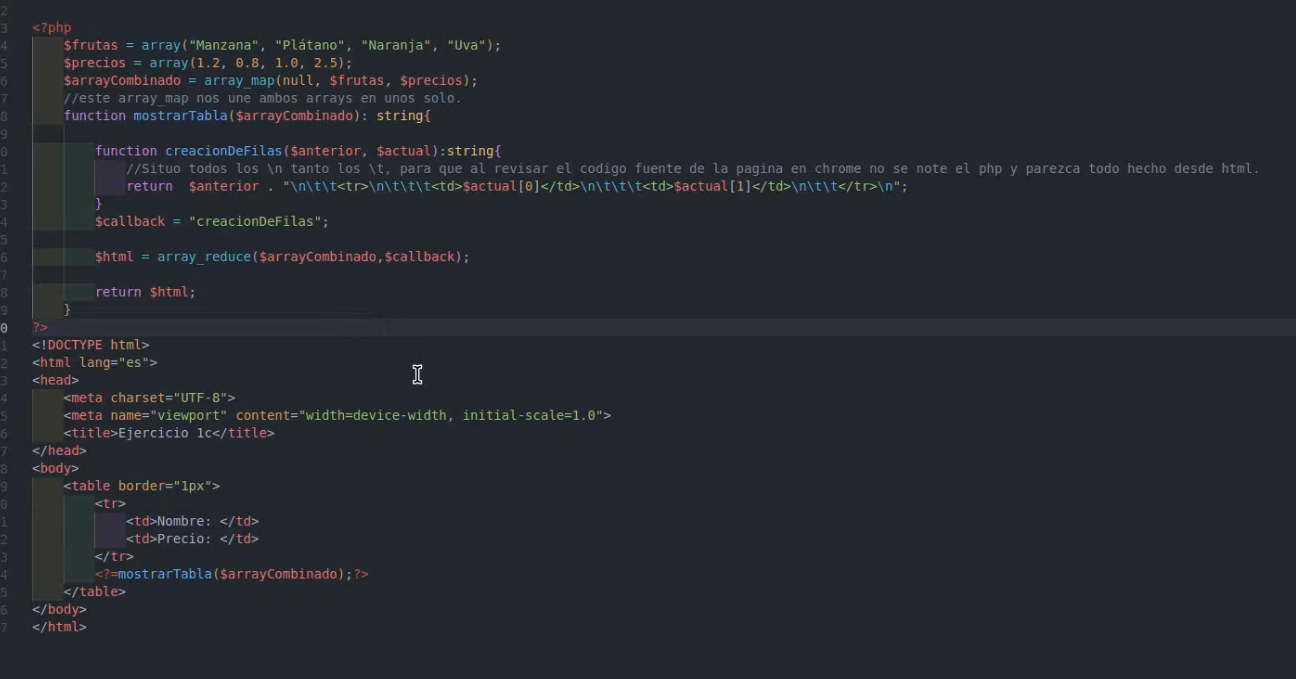 2
3 <?php
4 $frutas = array("Manzana", "Plátano", "Naranja", "Uva");
5 $precios = array(1.2, 0.8, 1.0, 2.5);
6 $arrayCombinado = array_map(null, $frutas, $precios);
7 //este array_map nos une ambos arrays en unos solo.
8 function mostrarTabla($arrayCombinado): string{
9
0 function creacionDeFilas($anterior, $actual):string{
1 //Situo todos los \n tanto los \t, para que al revisar el codigo fuente de la pagina en chrome no se note el php y parezca todo hecho desde html.
2 return  $anterior . "\n\t\t<tr>\n\t\t\t<td>$actual[0]</td>\n\t\t\t<td>$actual[1]</td>\n\t\t</tr>\n";
3 }
4 $callback = "creacionDeFilas";
5
6 $html = array_reduce($arrayCombinado,$callback);
7
8 return $html;
9 }
0 ?>
1 <!DOCTYPE html>
2 <html lang="es">
3 <head>
4 <meta charset="UTF-8">
5 <meta name="viewport" content="width=device-width, initial-scale=1.0">
6 <title>Ejercicio 1c</title>
7 </head>
8 <body>
9 <table border="1px">
0 <tr>
1 <td>Nombre: </td>
2 <td>Precio: </td>
3 </tr>
4 <?=mostrarTabla($arrayCombinado);?>
5 </table>
6 </body>
7 </html>